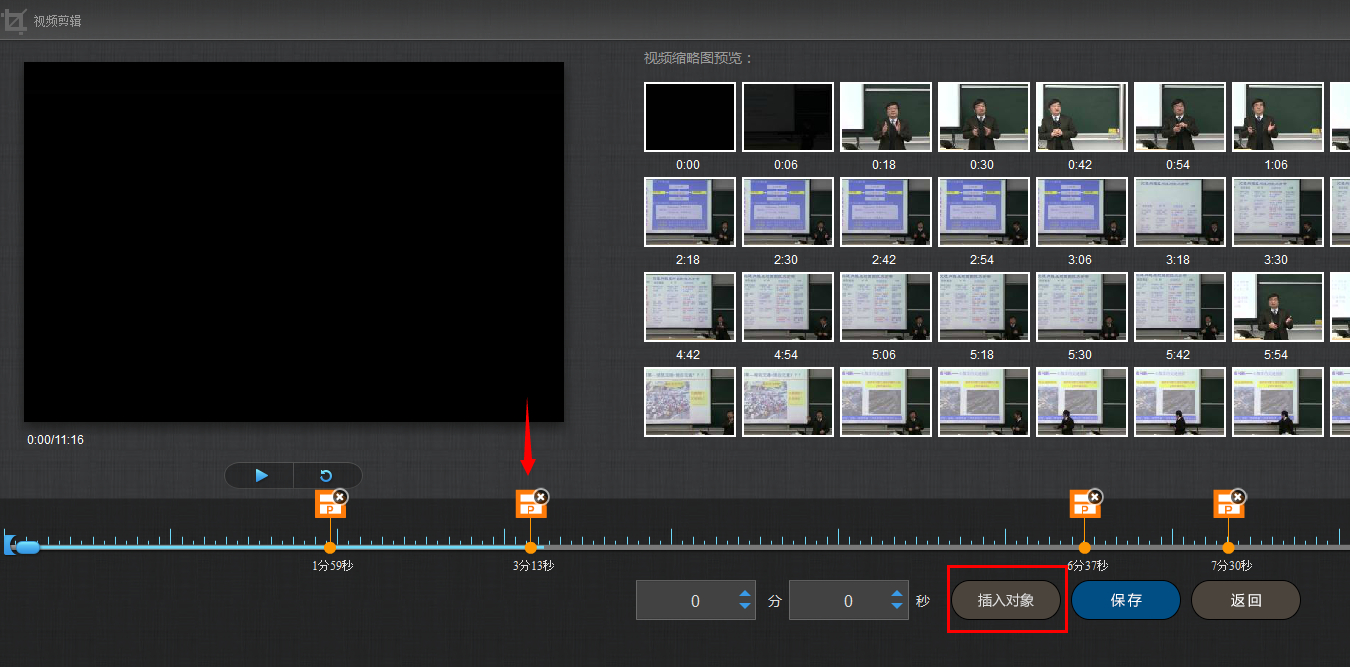 视频剪辑
视频缩略图预览：
0:00 0:06 0:18 0:30 0:42 0:54 1:06
2:18 2:30 2:42 2:54 3:06 3:18 3:30
4:42 4:54 5:06 5:18 5:30 5:42 5:54
0:00/11:16
P P P P
1分59秒 3分13秒 6分37秒 7分30秒
0 分 0 秒 插入对象 保存 返回